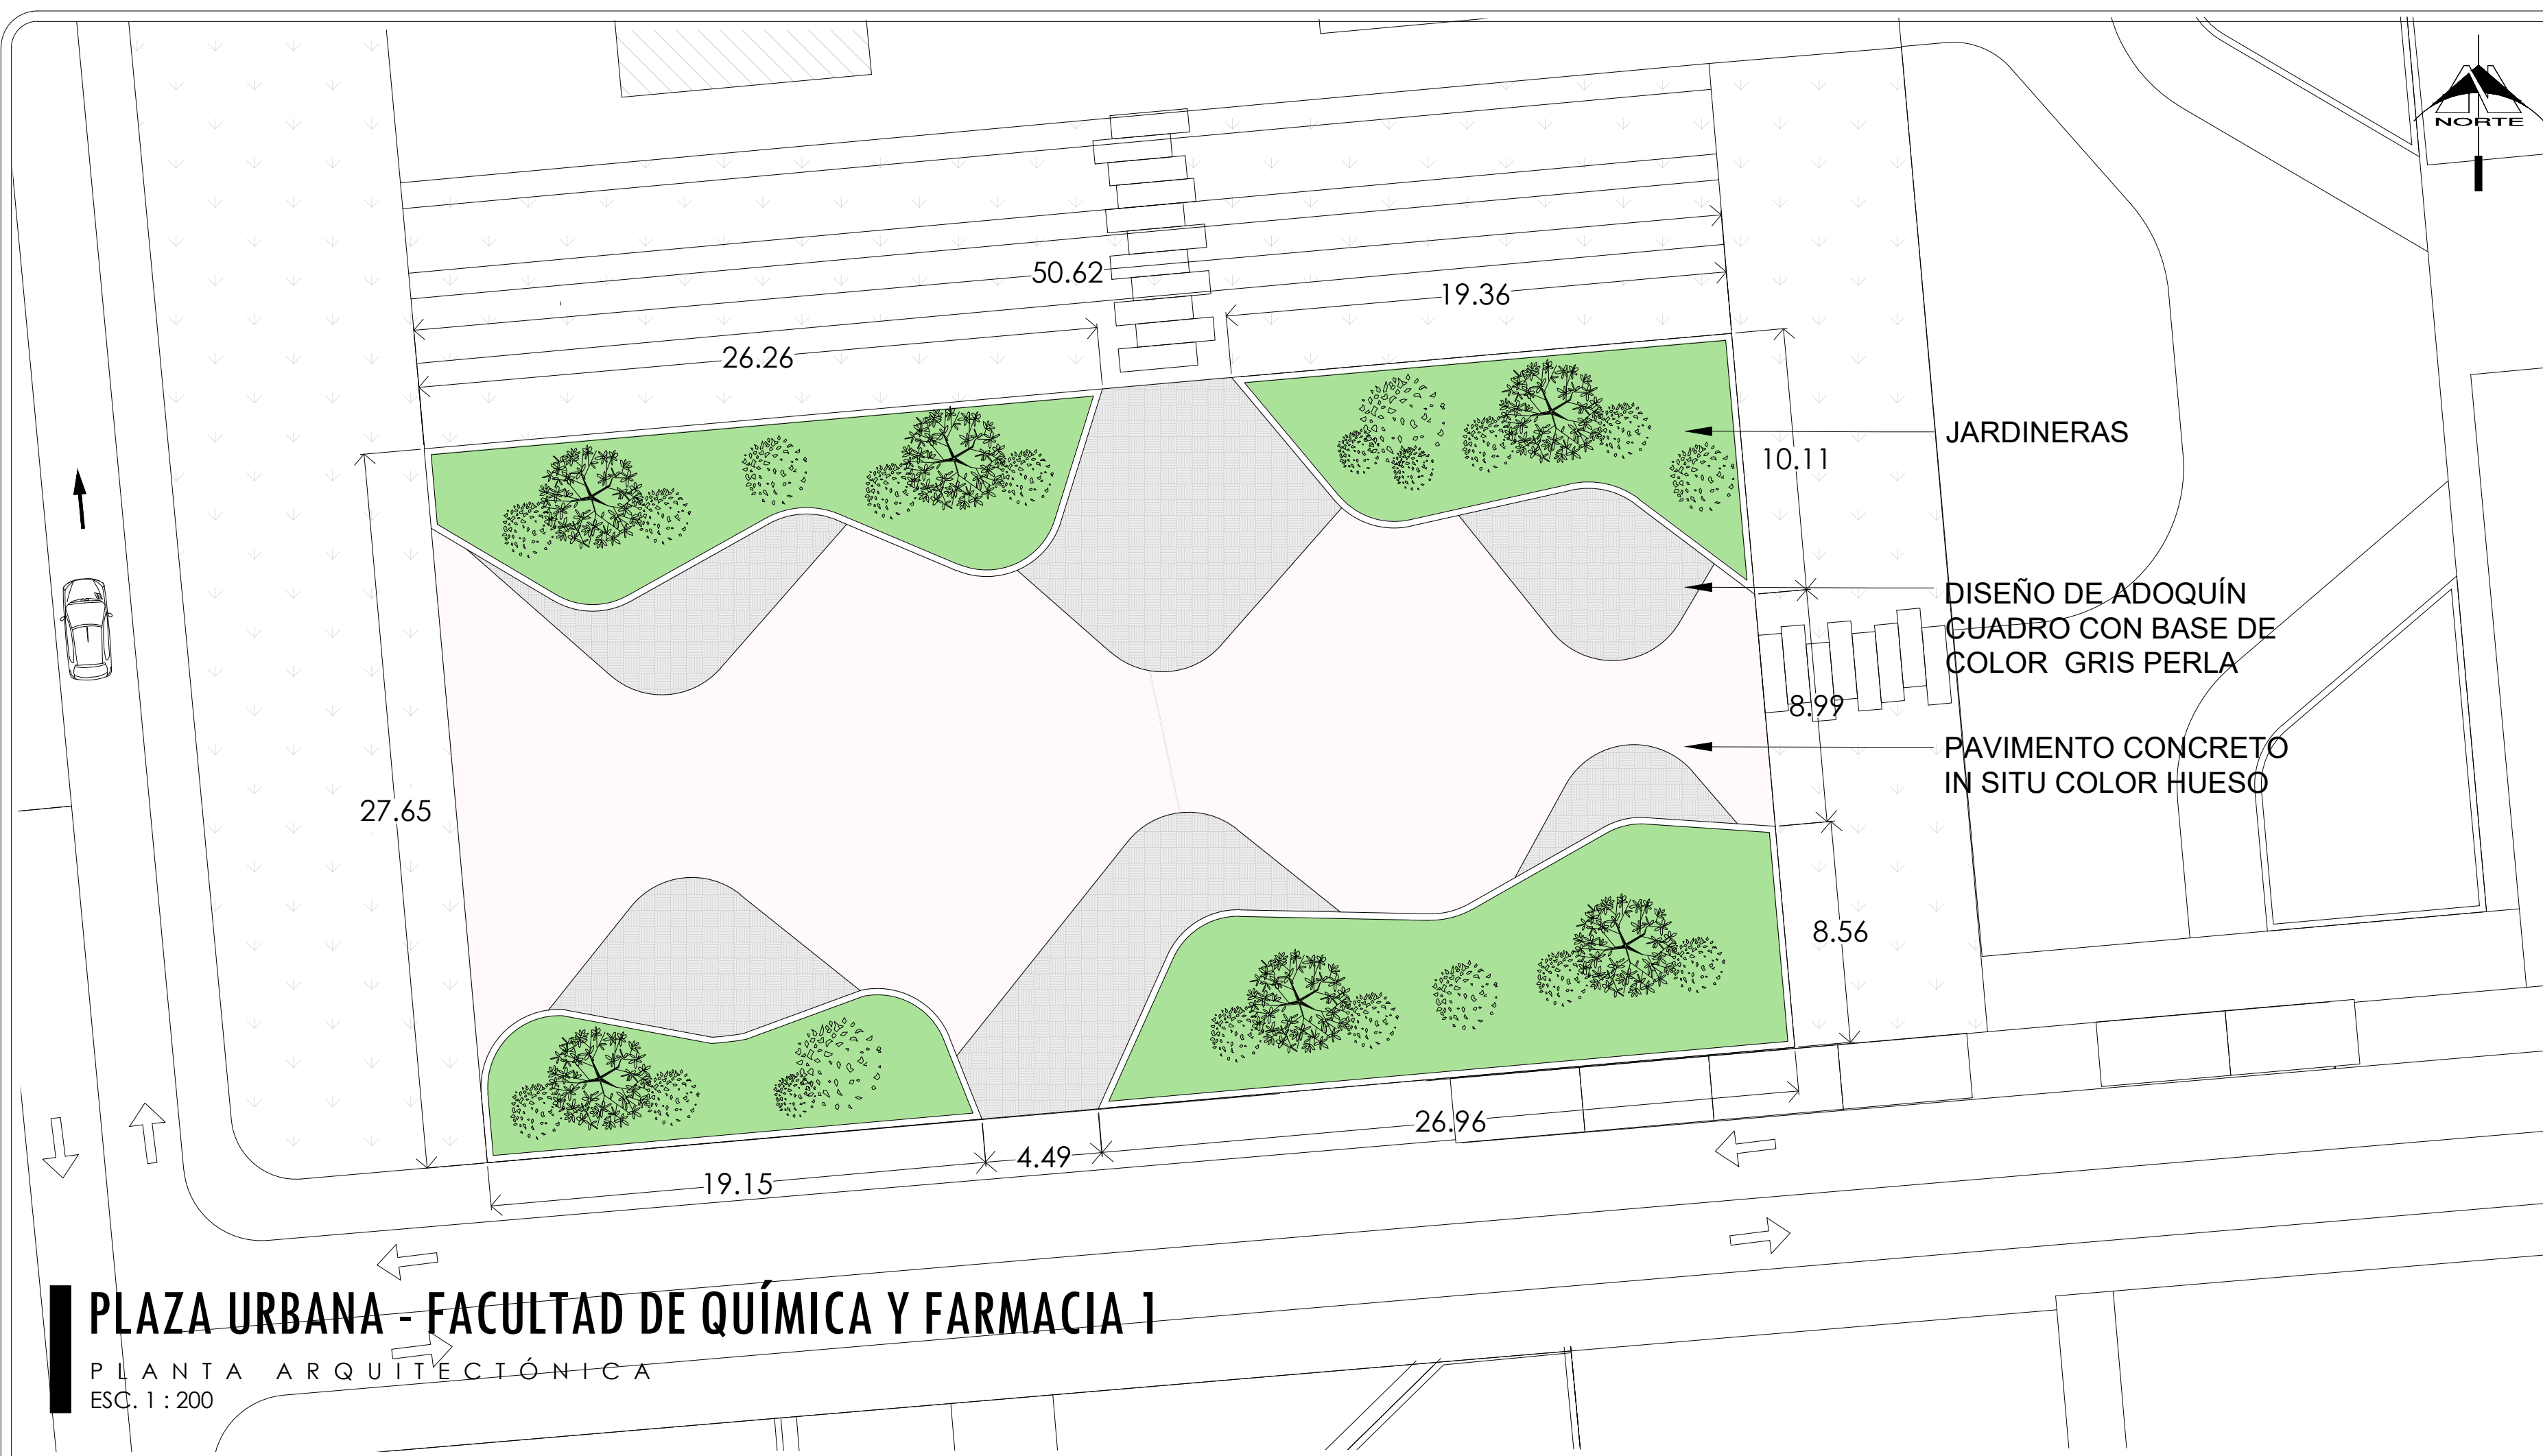 NORTE
50.62
19.36
26.26
JARDINERAS
10.11
DISEÑO DE ADOQUÍN
CUADRO CON BASE DE
COLOR GRIS PERLA
8.99
PAVIMENTO CONCRETO
IN SITU COLOR HUESO
27.65
8.56
26.96
4.49
19.15
PLAZA URBANA - FACULTAD DE QUÍMICA Y FARMACIA 1
PLANTA ARQUITECTÓNICA
ESC. 1 : 200